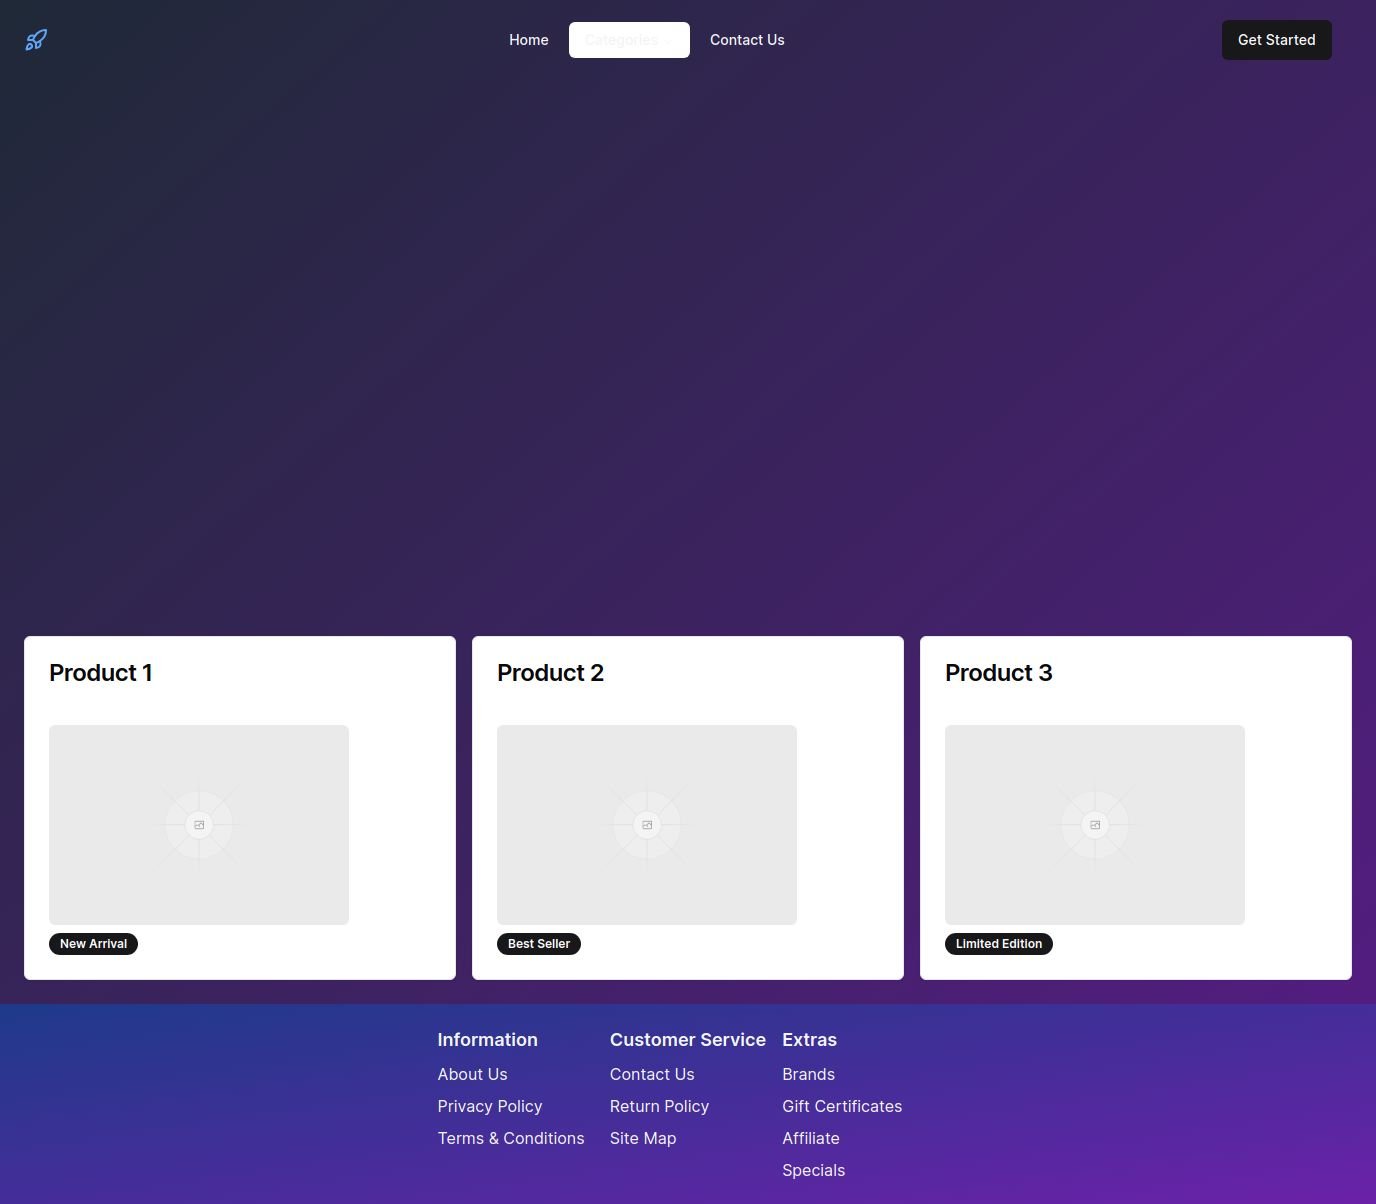 Home Categories Contact Us Get Started
Product 1 Product 2 Product 3
New Arrival Best Seller Limited Edition
Information Customer Service Extras
About Us Contact Us Brands
Privacy Policy Return Policy Gift Certificates
Terms & Conditions Site Map Affiliate
Specials